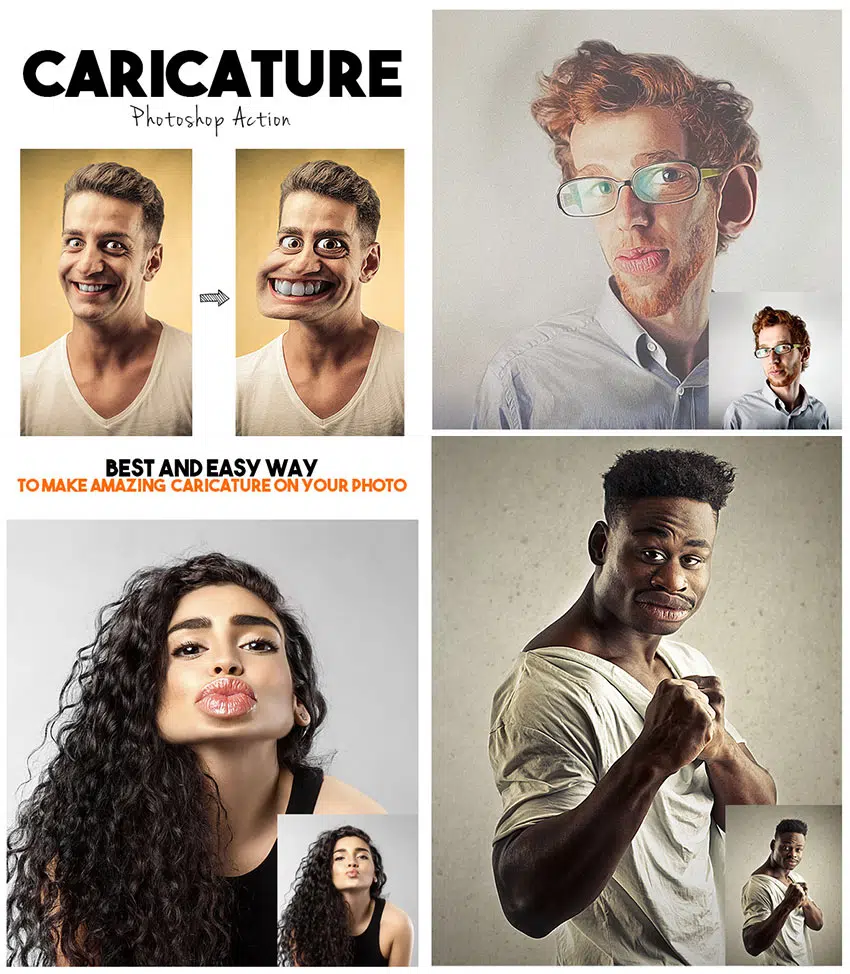 CARICATURE
Photoshop Action
BEST AND EASY WAY
TO MAKE AMAZING CARICATURE ON YOUR PHOTO